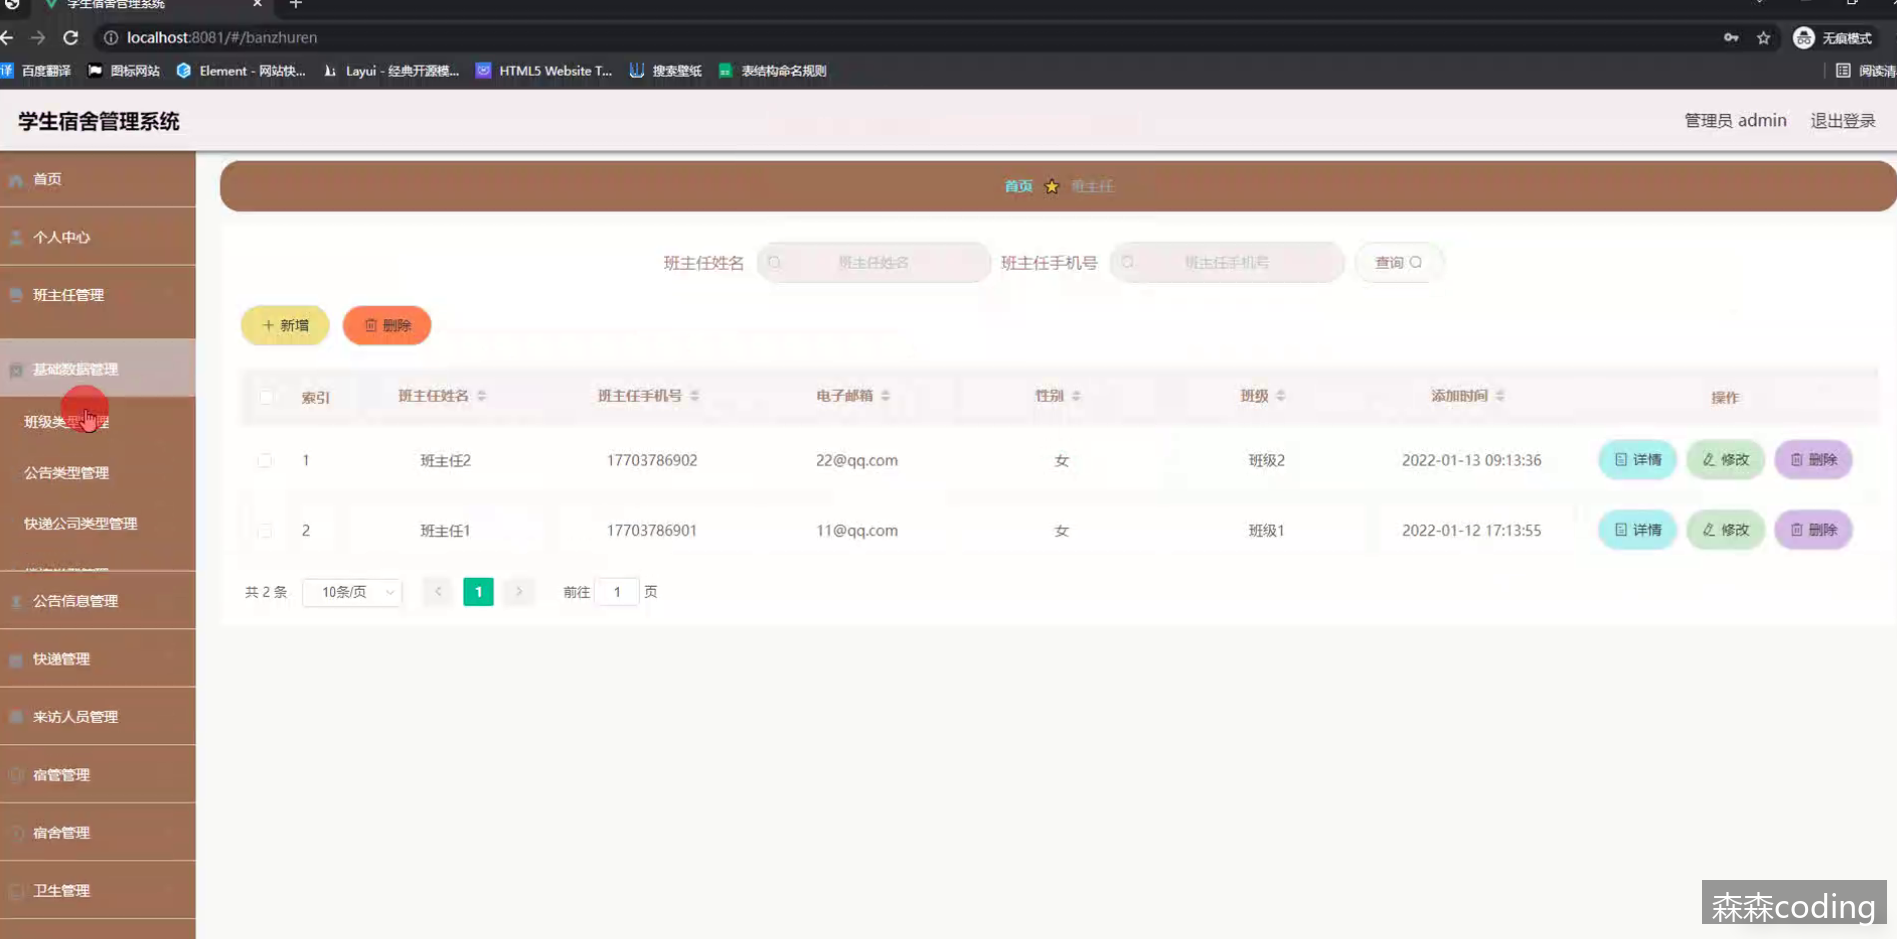 学生宿舍管理系统
localhost:8081/#/banzhuren
无痕模式
译 百度翻译 图标网站 Element - 网站快... Layui - 经典开源模... HTML5 Website T... 搜索壁纸 表结构命名规则 阅读清
学生宿舍管理系统
管理员 admin 退出登录
首页
个人中心
班主任管理
基础数据管理
班级类型管理
公告类型管理
快递公司类型管理
公告信息管理
快递管理
来访人员管理
宿管管理
宿舍管理
卫生管理
首页 班主任
班主任姓名 班主任姓名 班主任手机号 班主任手机号 查询
新增 删除
索引 班主任姓名 班主任手机号 电子邮箱 性别 班级 添加时间 操作
1 班主任2 17703786902 22@qq.com 女 班级2 2022-01-13 09:13:36 详情 修改 删除
2 班主任1 17703786901 11@qq.com 女 班级1 2022-01-12 17:13:55 详情 修改 删除
共 2 条 10条/页 1 前往 1 页
森森coding